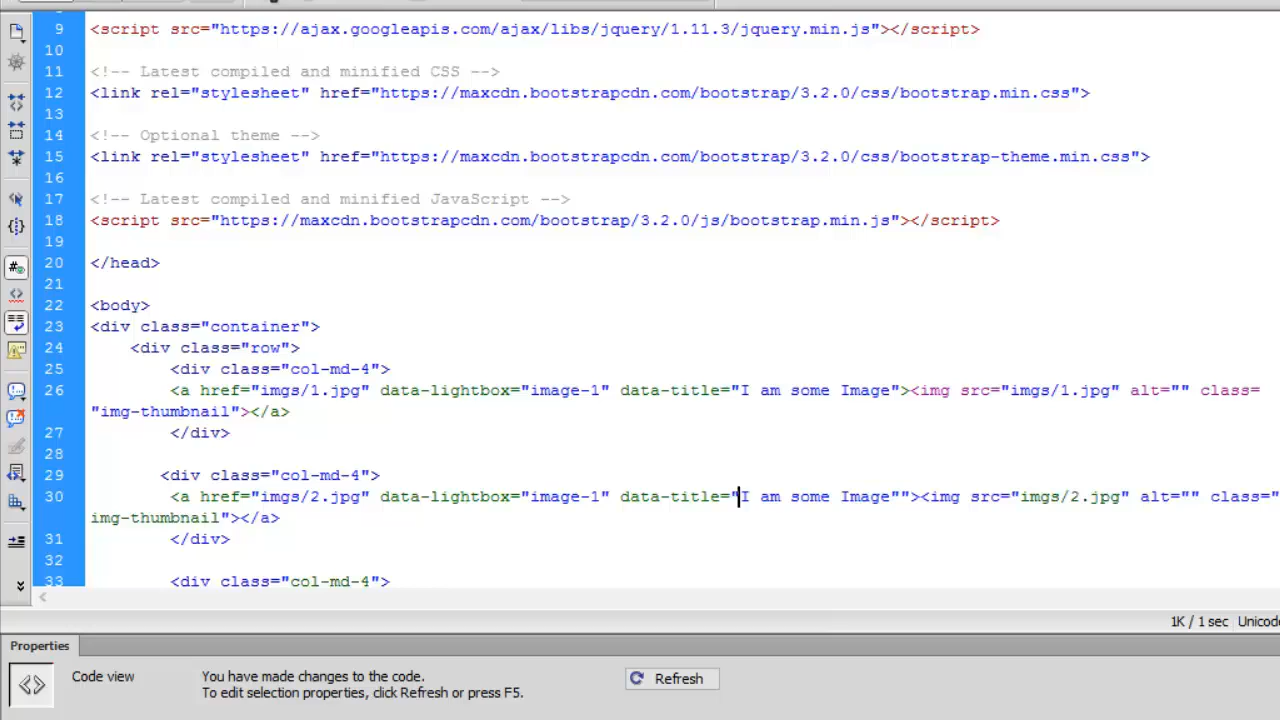 9 <script src="https://ajax.googleapis.com/ajax/libs/jquery/1.11.3/jquery.min.js"></script>
10
11 <!-- Latest compiled and minified CSS -->
12 <link rel="stylesheet" href="https://maxcdn.bootstrapcdn.com/bootstrap/3.2.0/css/bootstrap.min.css">
13
14 <!-- Optional theme -->
15 <link rel="stylesheet" href="https://maxcdn.bootstrapcdn.com/bootstrap/3.2.0/css/bootstrap-theme.min.css">
16
17 <!-- Latest compiled and minified JavaScript -->
18 <script src="https://maxcdn.bootstrapcdn.com/bootstrap/3.2.0/js/bootstrap.min.js"></script>
19
20 </head>
21
22 <body>
23 <div class="container">
24 <div class="row">
25 <div class="col-md-4">
26 <a href="imgs/1.jpg" data-lightbox="image-1" data-title="I am some Image"><img src="imgs/1.jpg" alt="" class=
"img-thumbnail"></a>
27 </div>
28
29 <div class="col-md-4">
30 <a href="imgs/2.jpg" data-lightbox="image-1" data-title="I am some Image""><img src="imgs/2.jpg" alt="" class="
img-thumbnail"></a>
31 </div>
32
33 <div class="col-md-4">
1K / 1 sec Unicod
Properties
Code view You have made changes to the code. Refresh
To edit selection properties, click Refresh or press F5.